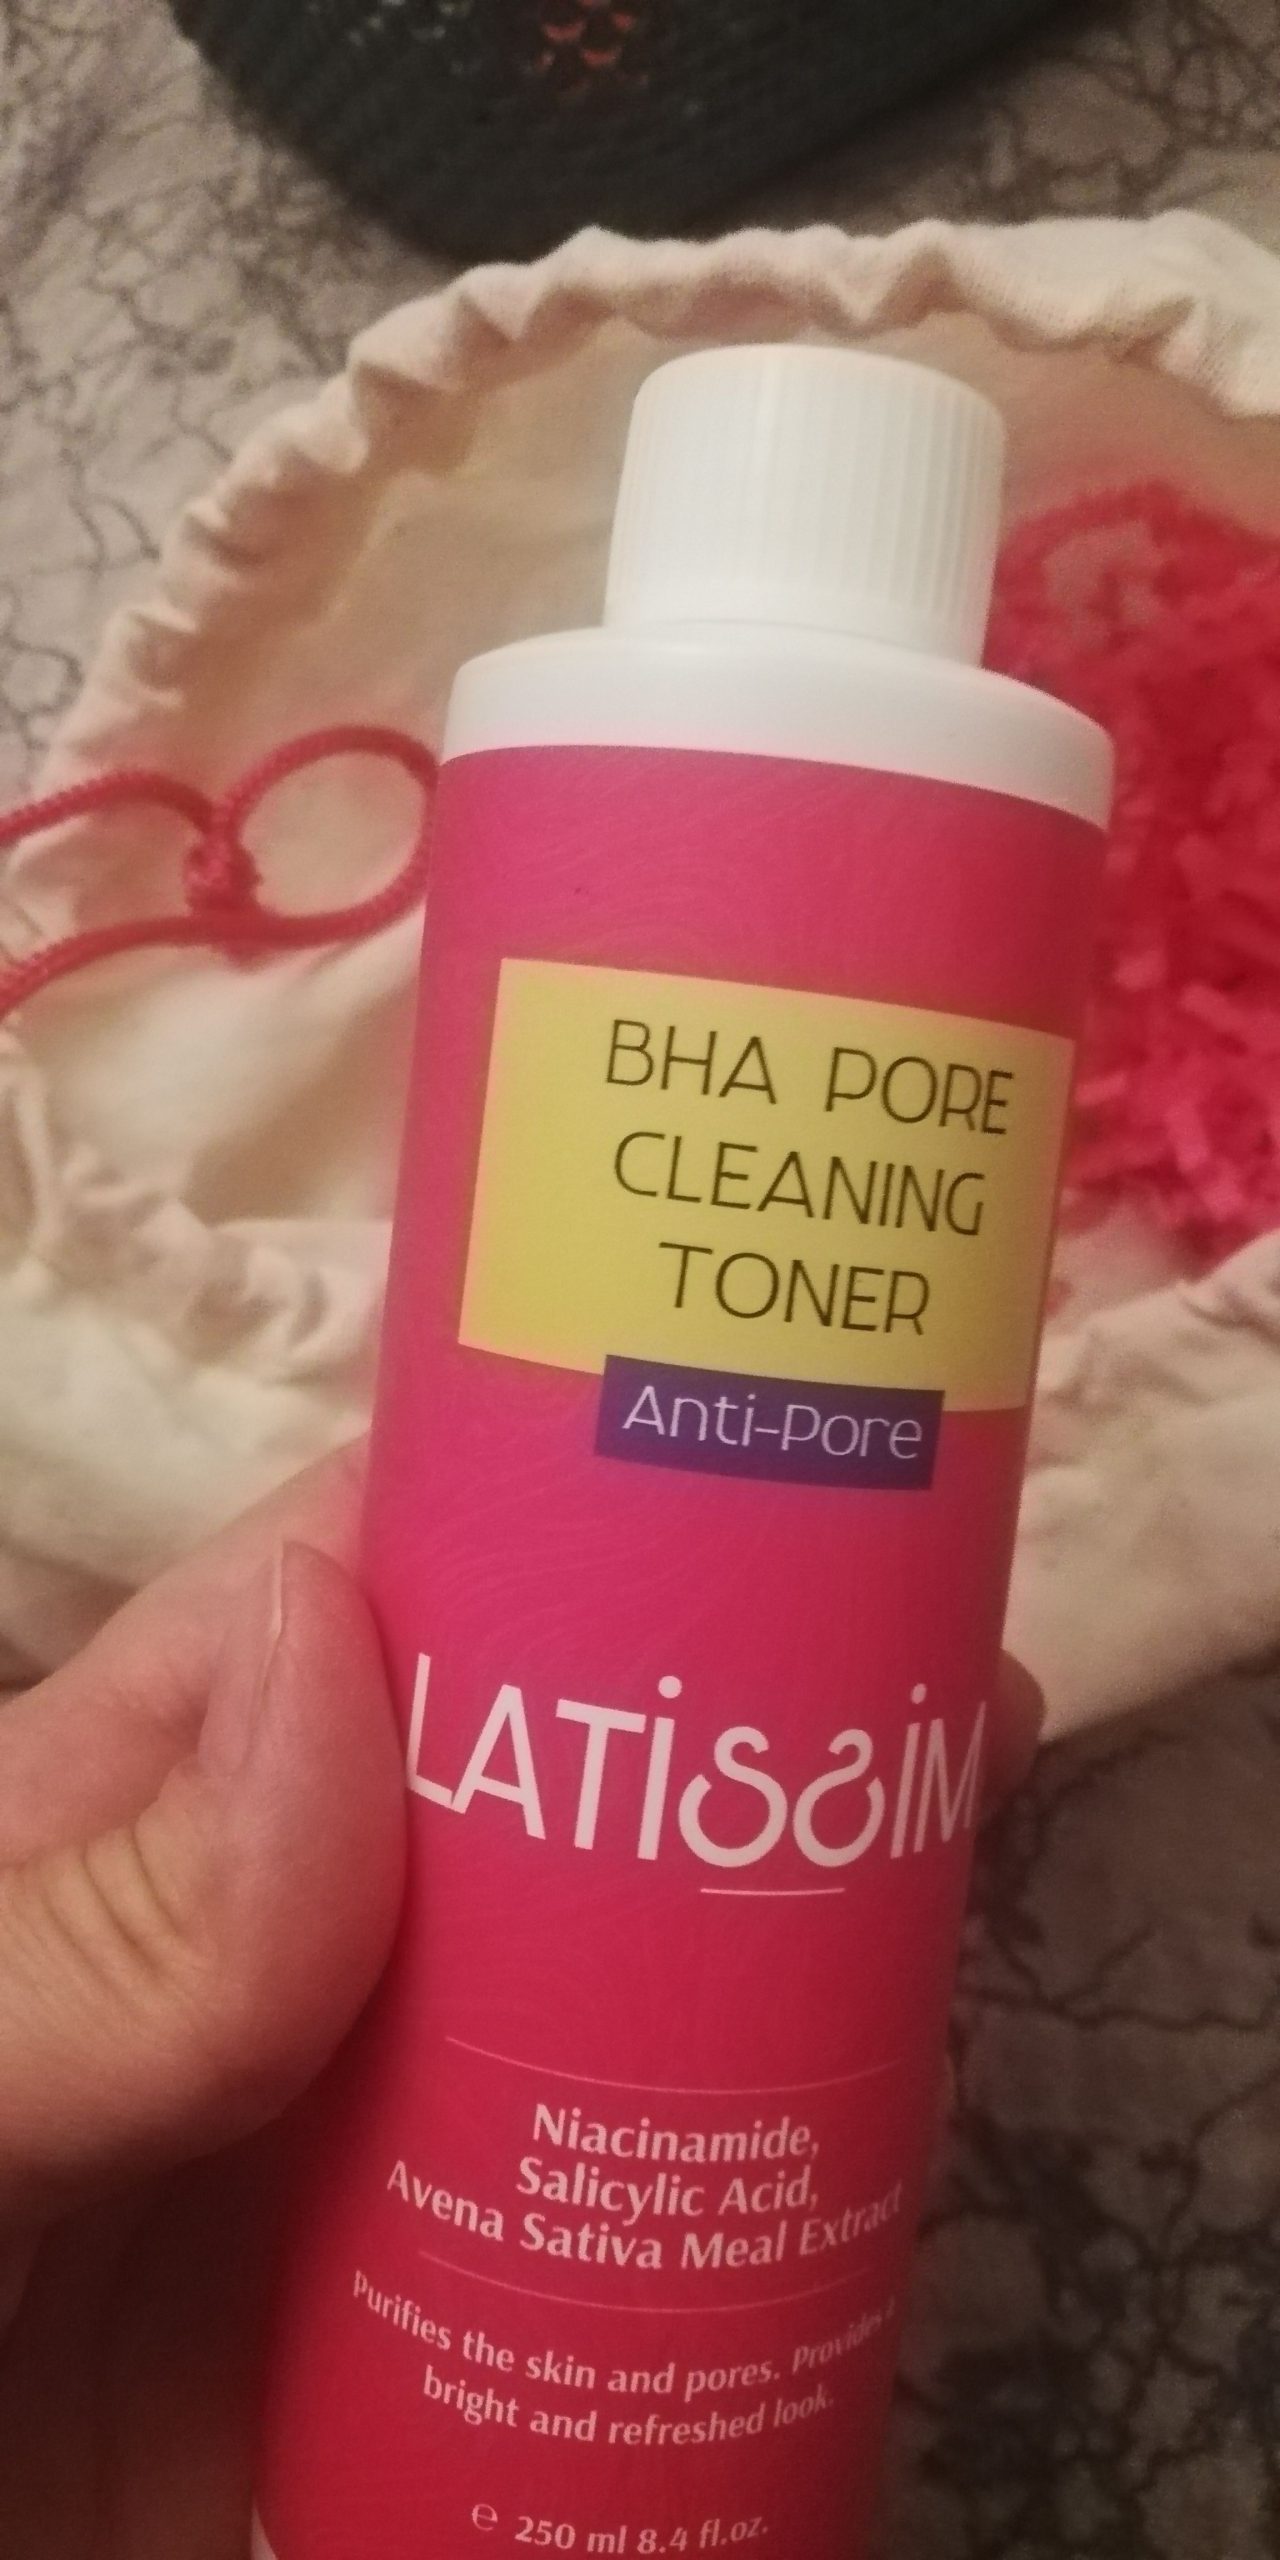 BHA PORE
CLEANING
TONER
Anti-Pore
LATiSSiM
Niacinamide,
Salicylic Acid,
Avena Sativa Meal Extract
Purifies the skin and pores. Provides a
bright and refreshed look.
℮ 250 ml 8.4 fl.oz.